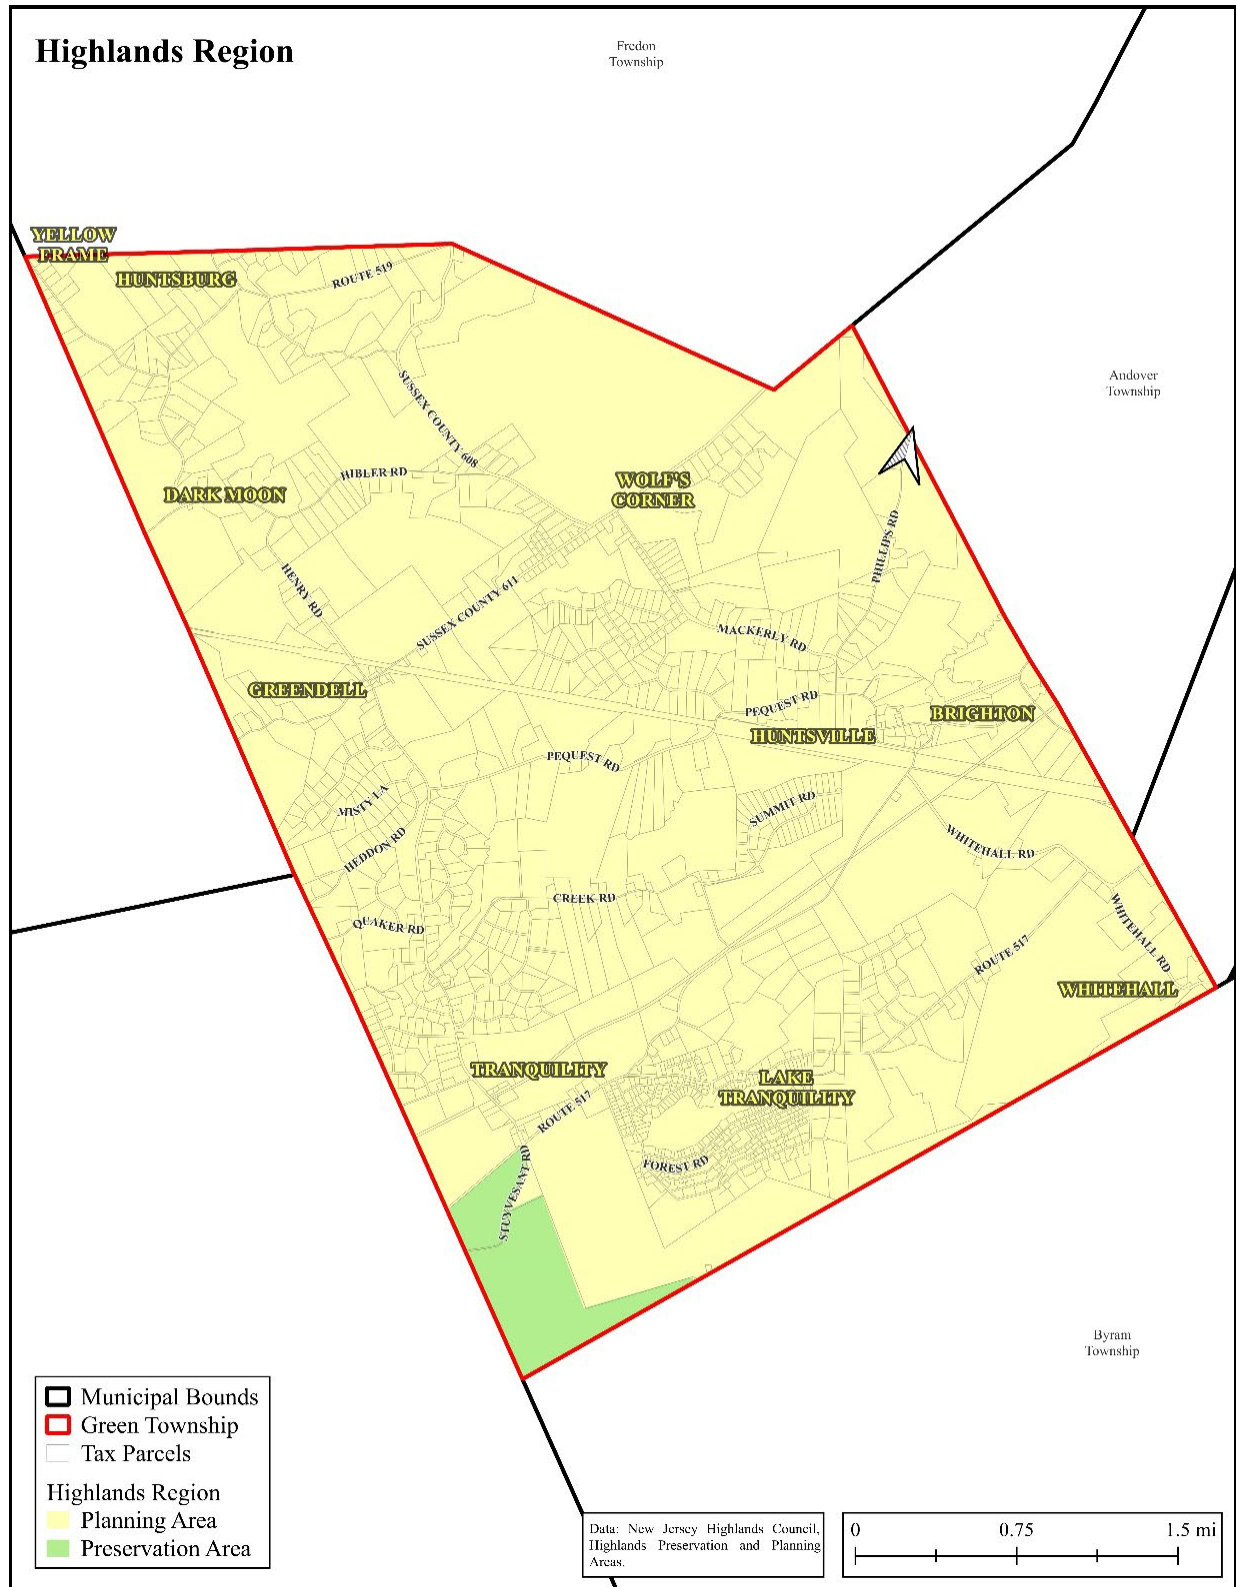 Highlands Region
Fredon
Township
YELLOW
FRAME
HUNTSBURG
ROUTE 519
Andover
Township
SUSSEX COUNTY 608
HIBLER RD
WOLF'S
CORNER
DARK MOON
PHILLIPS RD
HENRY RD
SUSSEX COUNTY 611
MACKERLY RD
GREENDELL
PEQUEST RD
BRIGHTON
HUNTSVILLE
PEQUEST RD
MISTY LA
SUMMIT RD
HEDDON RD
WHITEHALL RD
CREEK RD
QUAKER RD
WHITEHALL RD
ROUTE 517
WHITEHALL
TRANQUILITY
LAKE
TRANQUILITY
ROUTE 517
FOREST RD
STUYVESANT RD
Byram
Township
Municipal Bounds
Green Township
Tax Parcels
Highlands Region
Planning Area
Preservation Area
Data: New Jersey Highlands Council,
Highlands Preservation and Planning
Areas.
0 0.75 1.5 mi